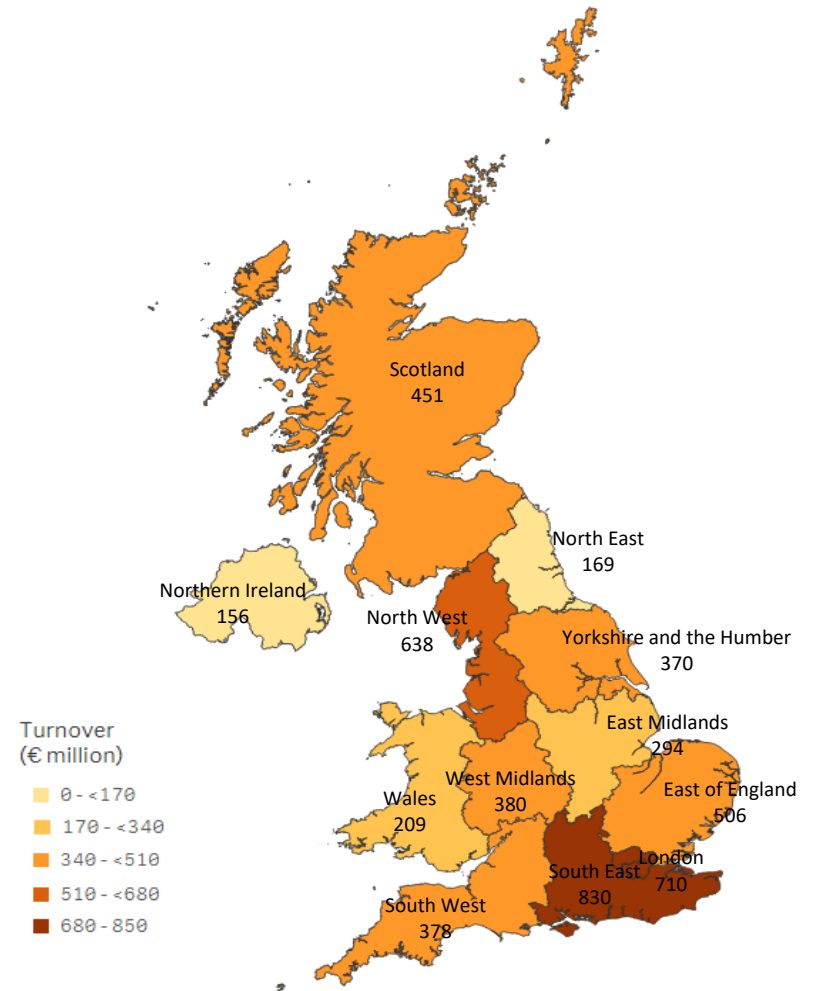 Scotland
451
North East
169
Northern Ireland
156
North West
638
Yorkshire and the Humber
370
East Midlands
294
West Midlands
380
East of England
506
Wales
209
London
710
South East
830
South West
378
Turnover
(€ million)
0-<170
170-<340
340-<510
510-<680
680-850